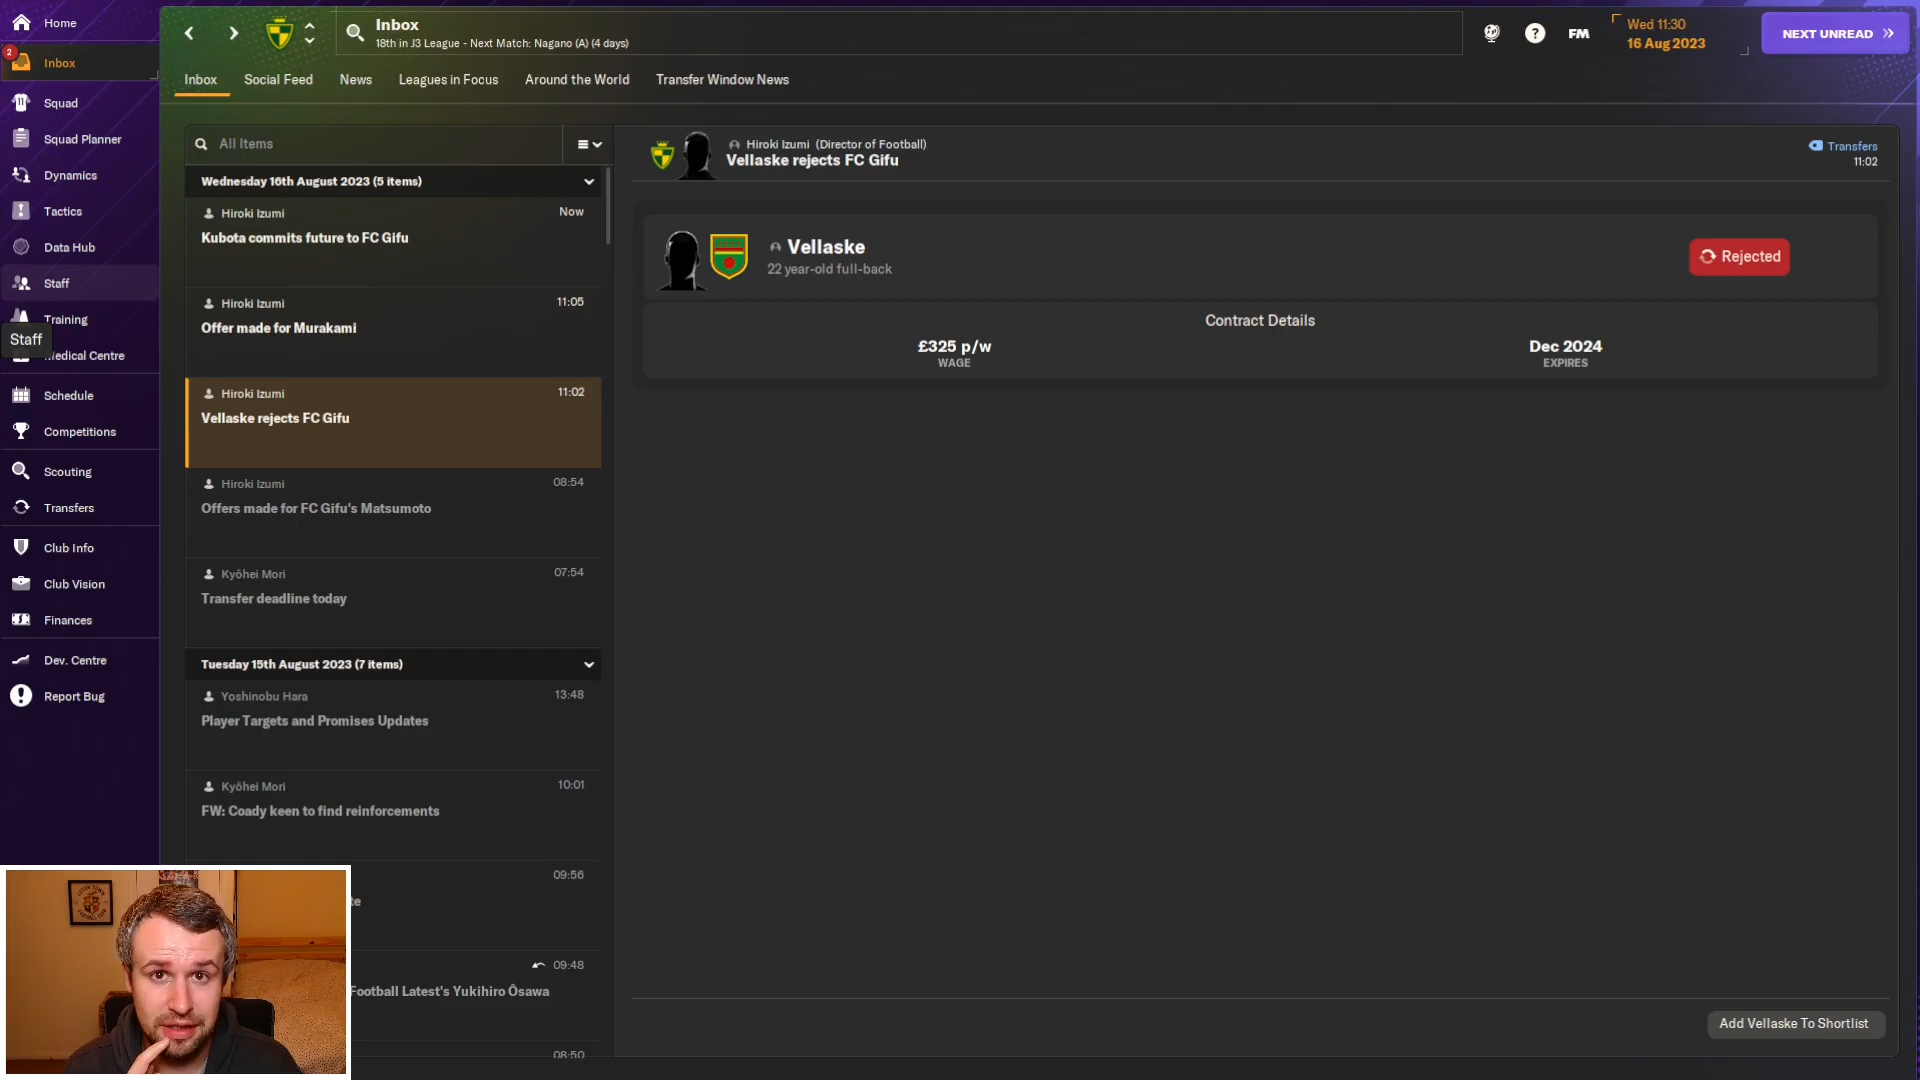 Home
2
Inbox
Squad
Squad Planner
Dynamics
Tactics
Data Hub
Staff
Training
Staff
Medical Centre
Schedule
Competitions
Scouting
Transfers
Club Info
Club Vision
Finances
Dev. Centre
Report Bug
Inbox
18th in J3 League - Next Match: Nagano (A) (4 days)
FM
Wed 11:30
16 Aug 2023
NEXT UNREAD
Inbox
Social Feed
News
Leagues in Focus
Around the World
Transfer Window News
All Items
Wednesday 16th August 2023 (5 items)
Hiroki Izumi
Now
Kubota commits future to FC Gifu
Hiroki Izumi
11:05
Offer made for Murakami
Hiroki Izumi
11:02
Vellaske rejects FC Gifu
Hiroki Izumi
08:54
Offers made for FC Gifu's Matsumoto
Kyôhei Mori
07:54
Transfer deadline today
Tuesday 15th August 2023 (7 items)
Yoshinobu Hara
13:48
Player Targets and Promises Updates
Kyôhei Mori
10:01
FW: Coady keen to find reinforcements
09:56
te
09:48
Football Latest's Yukihiro Ôsawa
08:50
Hiroki Izumi (Director of Football)
Vellaske rejects FC Gifu
Transfers
11:02
Vellaske
22 year-old full-back
Rejected
Contract Details
£325 p/w
WAGE
Dec 2024
EXPIRES
Add Vellaske To Shortlist